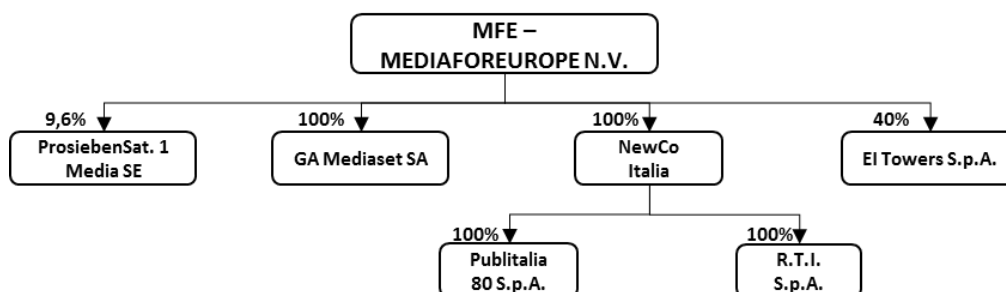 MFE –
MEDIAFOREUROPE N.V.
9,6%
100%
100%
40%
ProsiebenSat. 1
Media SE
GA Mediaset SA
NewCo
Italia
EI Towers S.p.A.
100%
100%
Publitalia
80 S.p.A.
R.T.I.
S.p.A.